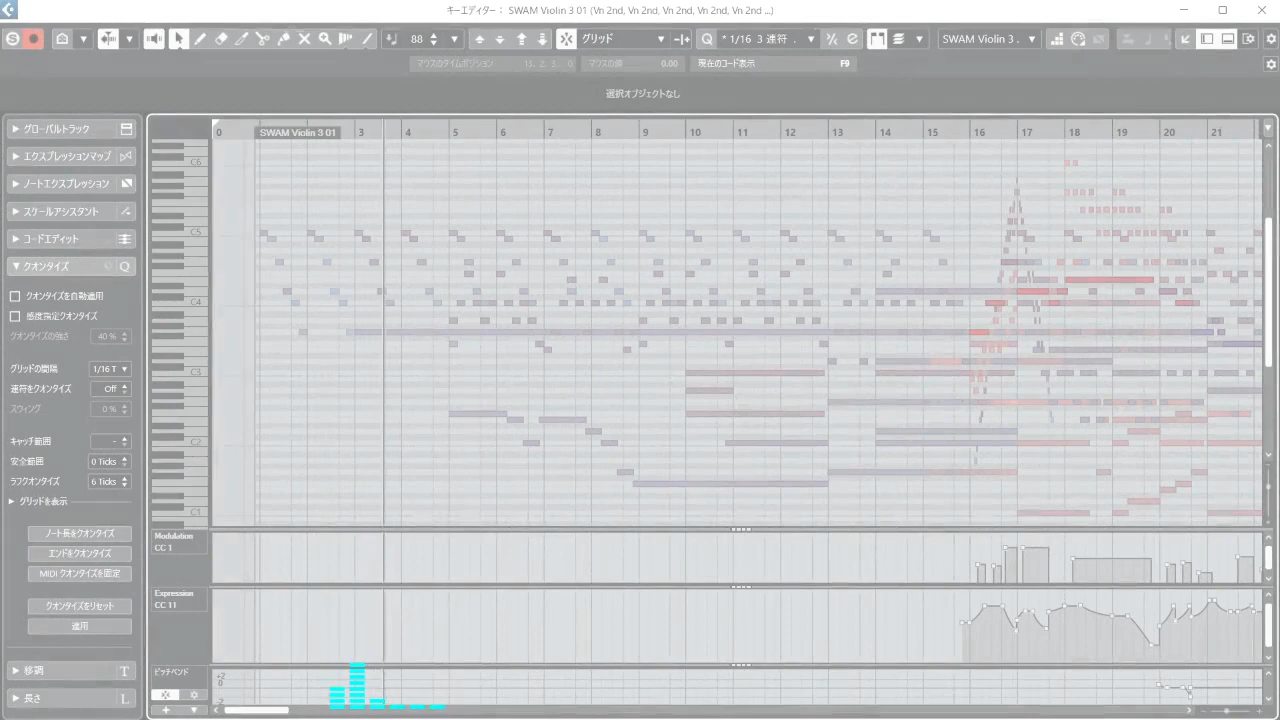 キーエディター： SWAM Violin 3 01 (Vn 2nd, Vn 2nd, Vn 2nd, Vn 2nd, Vn 2nd ...)
88 グリッド * 1/16 3 連符 . SWAM Violin 3 .
マウスのタイムポジション 13. 2. 3. 0 0.00 現在のコード表示 F9
選択オブジェクトなし
グローバルトラック
エクスプレッションマップ
ノートエクスプレッション
スケールアシスタント
コードエディット
クオンタイズ Q
クオンタイズを自動適用
感度指定クオンタイズ
クオンタイズの強さ 40 %
グリッドの間隔 1/16 T
連符をクオンタイズ Off
スウィング 0 %
キャッチ範囲 -
安全範囲 0 Ticks
ラフクオンタイズ 6 Ticks
グリッドを表示
ノート長をクオンタイズ
エンドをクオンタイズ
MIDI クオンタイズを固定
クオンタイズをリセット
適用
移調 T
長さ L
0 SWAM Violin 3 01 3 4 5 6 7 8 9 10 11 12 13 14 15 16 17 18 19 20 21
C6
C5
C4
C3
C2
C1
Modulation
CC 1
Expression
CC 11
ピッチベンド
+2
0
-2